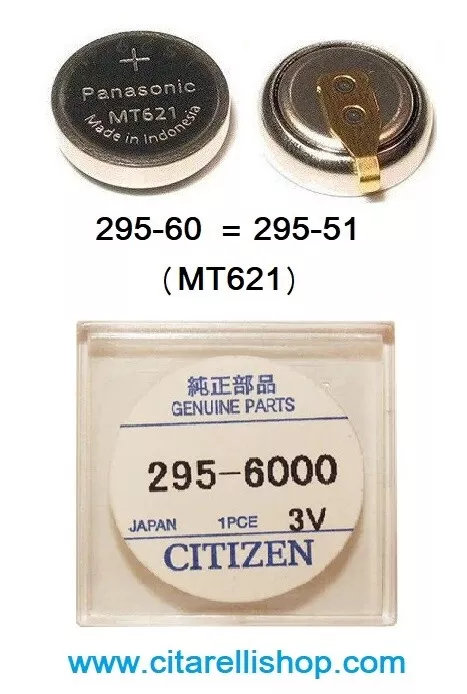 +
Panasonic
MT621
Made in Indonesia
295-60 = 295-51
(MT621)
純正部品
GENUINE PARTS
295-6000
JAPAN 1PCE 3V
CITIZEN
www.citarellishop.com